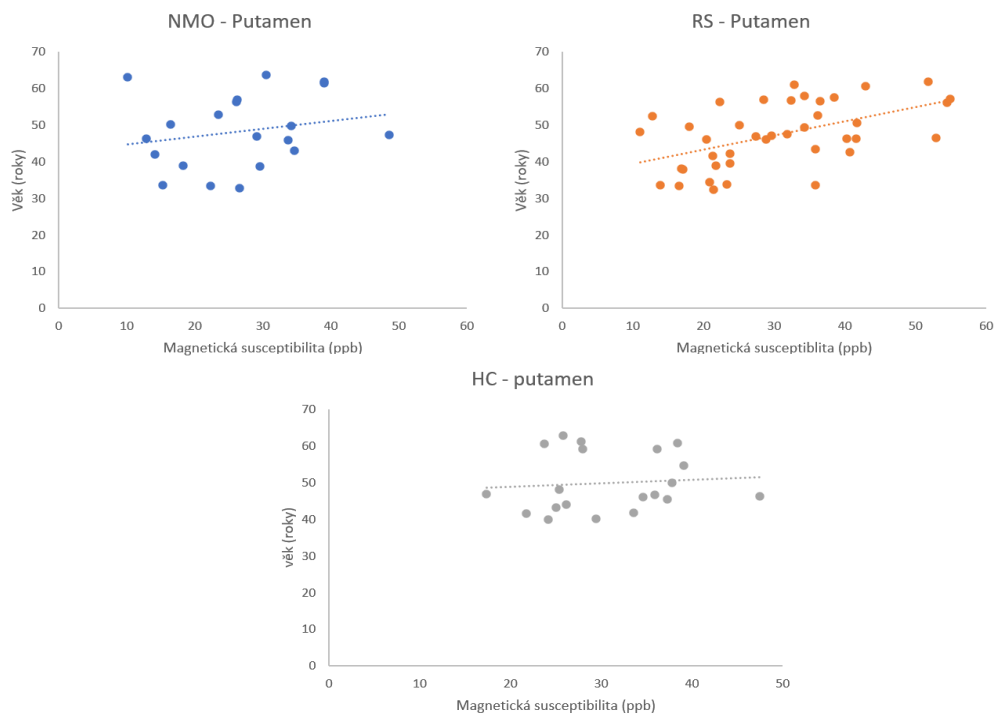 NMO - Putamen
Věk (roky)
70
60
50
40
30
20
10
0
0 10 20 30 40 50 60
Magnetická susceptibilita (ppb)
RS - Putamen
Věk (roky)
70
60
50
40
30
20
10
0
0 10 20 30 40 50 60
Magnetická susceptiblita (ppb)
HC - putamen
věk (roky)
70
60
50
40
30
20
10
0
0 10 20 30 40 50
Magnetická susceptibilita (ppb)